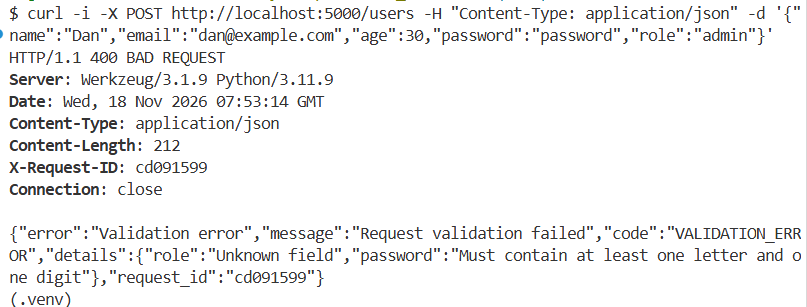 $ curl -i -X POST http://localhost:5000/users -H "Content-Type: application/json" -d '{"
name":"Dan","email":"dan@example.com","age":30,"password":"password","role":"admin"}'
HTTP/1.1 400 BAD REQUEST
Server: Werkzeug/3.1.9 Python/3.11.9
Date: Wed, 18 Nov 2026 07:53:14 GMT
Content-Type: application/json
Content-Length: 212
X-Request-ID: cd091599
Connection: close

{"error":"Validation error","message":"Request validation failed","code":"VALIDATION_ERR
OR","details":{"role":"Unknown field","password":"Must contain at least one letter and o
ne digit"},"request_id":"cd091599"}
(.venv)